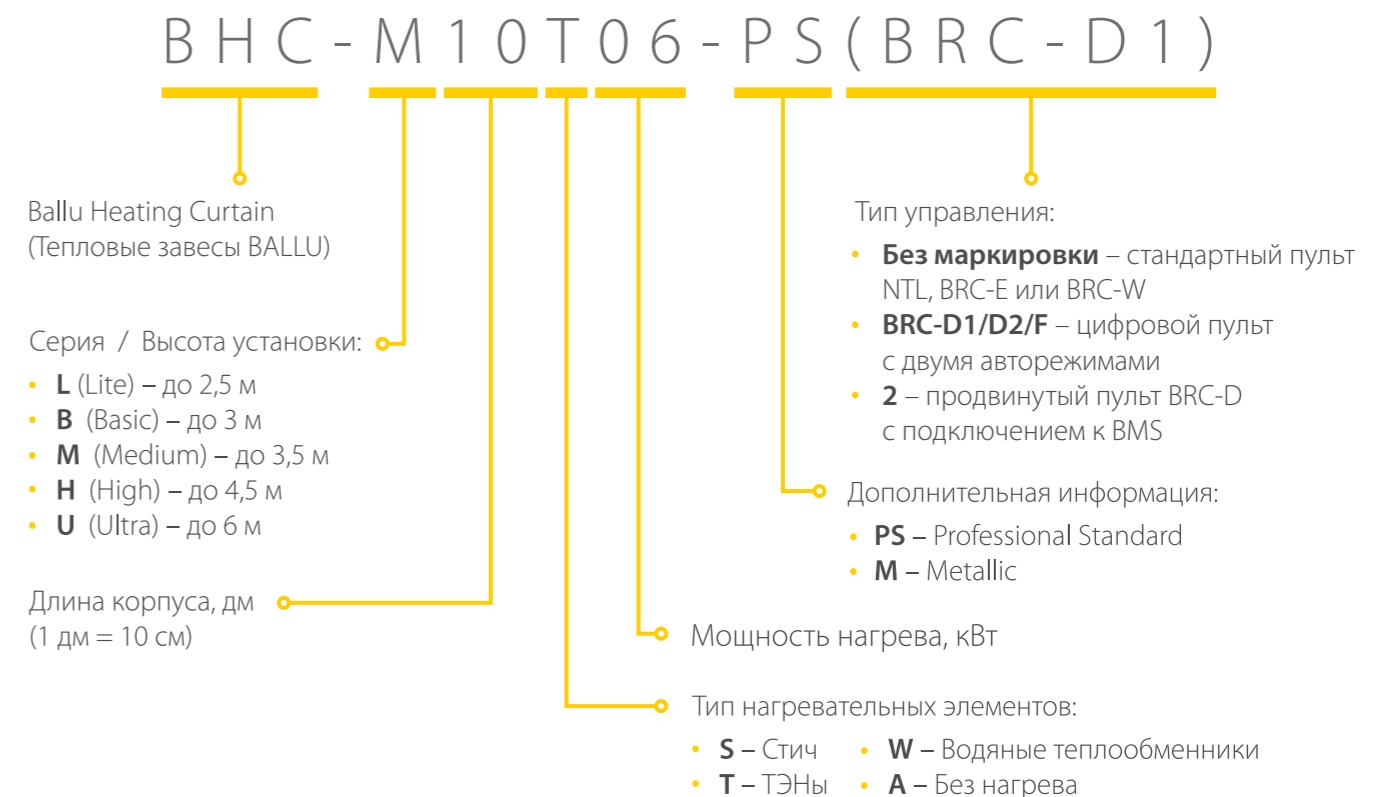 BHC-M10T06-PS(BRC-D1)
Ballu Heating Curtain
(Тепловые завесы BALLU)
Серия / Высота установки:
• L (Lite) – до 2,5 м
• B (Basic) – до 3 м
• M (Medium) – до 3,5 м
• H (High) – до 4,5 м
• U (Ultra) – до 6 м
Длина корпуса, дм
(1 дм = 10 см)
Тип управления:
• Без маркировки – стандартный пульт
NTL, BRC-E или BRC-W
• BRC-D1/D2/F – цифровой пульт
с двумя авторежимами
• 2 – продвинутый пульт BRC-D
с подключением к BMS
Дополнительная информация:
• PS – Professional Standard
• M – Metallic
Мощность нагрева, кВт
Тип нагревательных элементов:
• S – Стич • W – Водяные теплообменники
• T – ТЭНы • A – Без нагрева